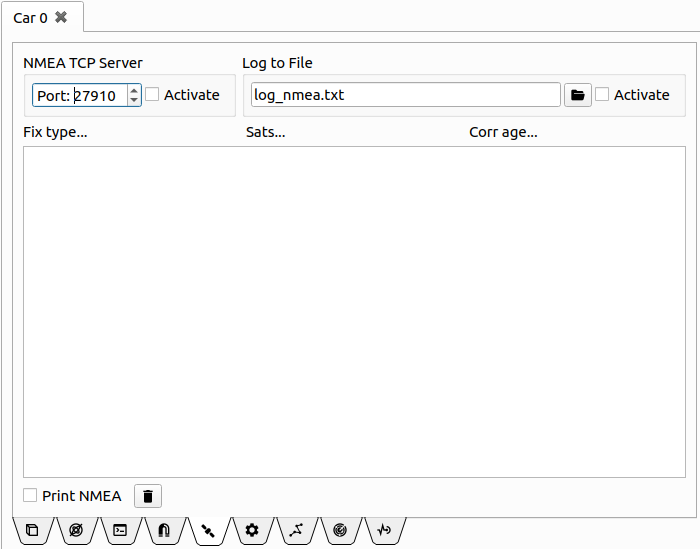 Car 0
NMEA TCP Server
Log to File
Port: 27910
Activate
log_nmea.txt
Activate
Fix type...
Sats...
Corr age...
Print NMEA